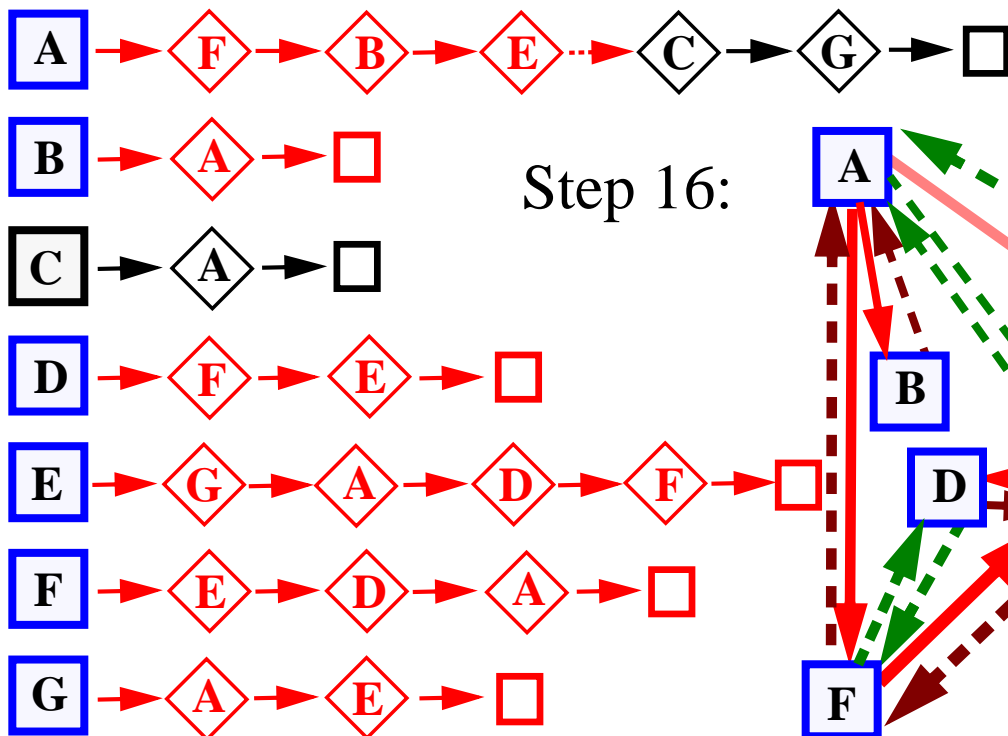 A F B E C G
B A
Step 16:
A
C A
D F E
B
E G A D F
D
F E D A
G A E
F